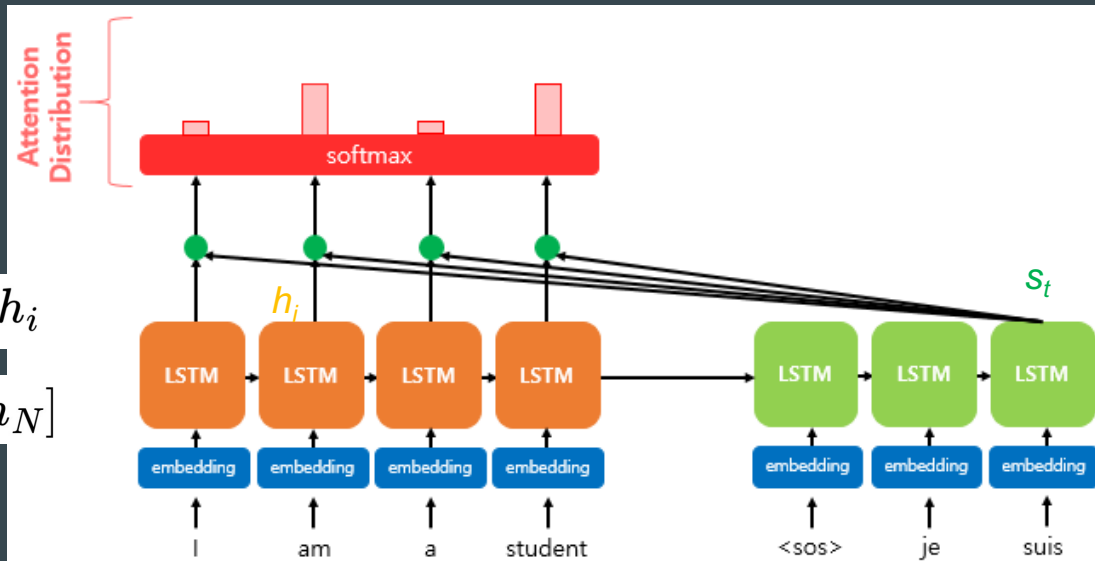 Attention
Distribution
softmax
h_i
s_t
h_i
h_N]
LSTM LSTM LSTM LSTM LSTM LSTM LSTM
embedding embedding embedding embedding embedding embedding embedding
I am a student <sos> je suis